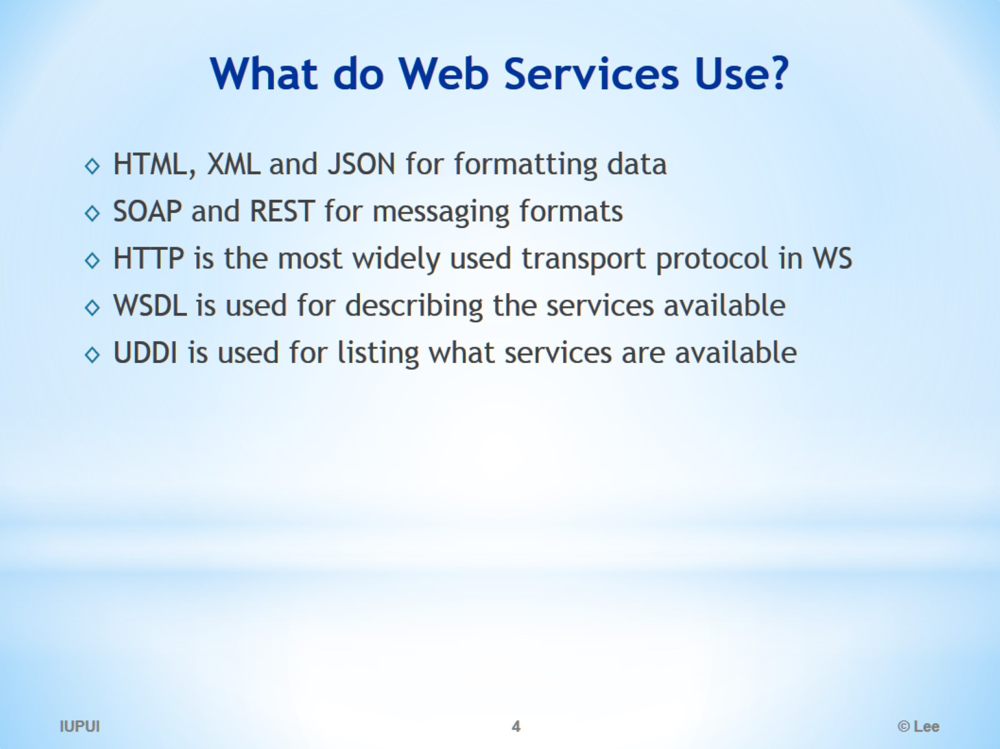 What do Web Services Use?
◇ HTML, XML and JSON for formatting data
◇ SOAP and REST for messaging formats
◇ HTTP is the most widely used transport protocol in WS
◇ WSDL is used for describing the services available
◇ UDDI is used for listing what services are available
IUPUI
4
© Lee